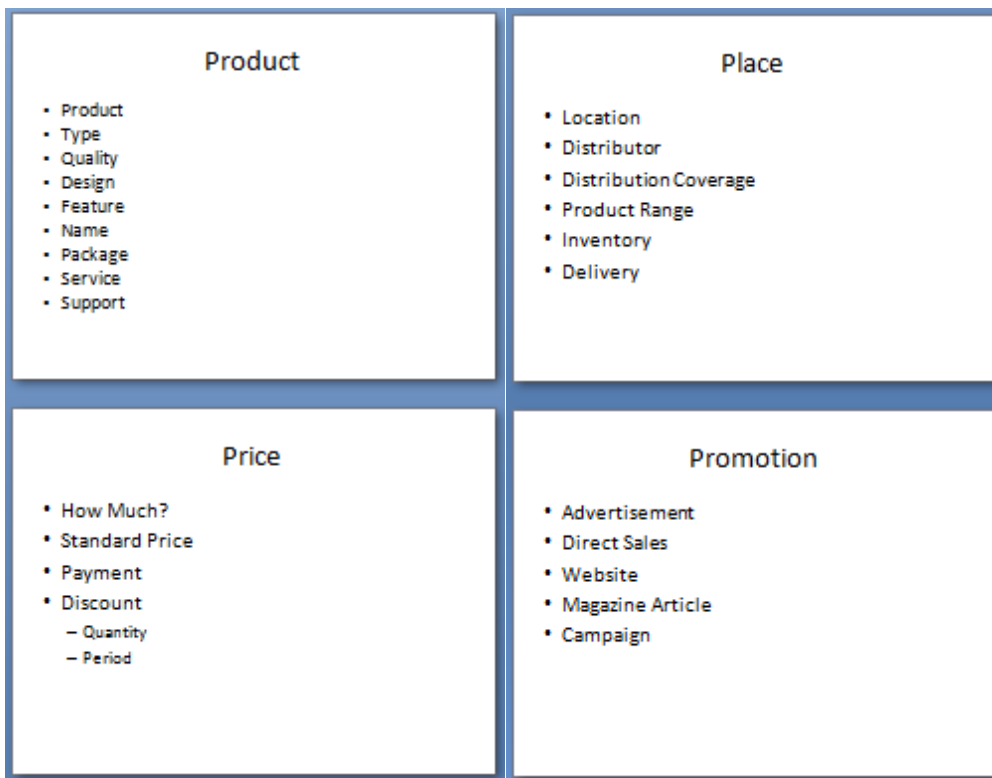 Product
▪ Product
▪ Type
▪ Quality
▪ Design
▪ Feature
▪ Name
▪ Package
▪ Service
▪ Support
Place
• Location
• Distributor
• Distribution Coverage
• Product Range
• Inventory
• Delivery
Price
• How Much?
• Standard Price
• Payment
• Discount
– Quantity
– Period
Promotion
• Advertisement
• Direct Sales
• Website
• Magazine Article
• Campaign